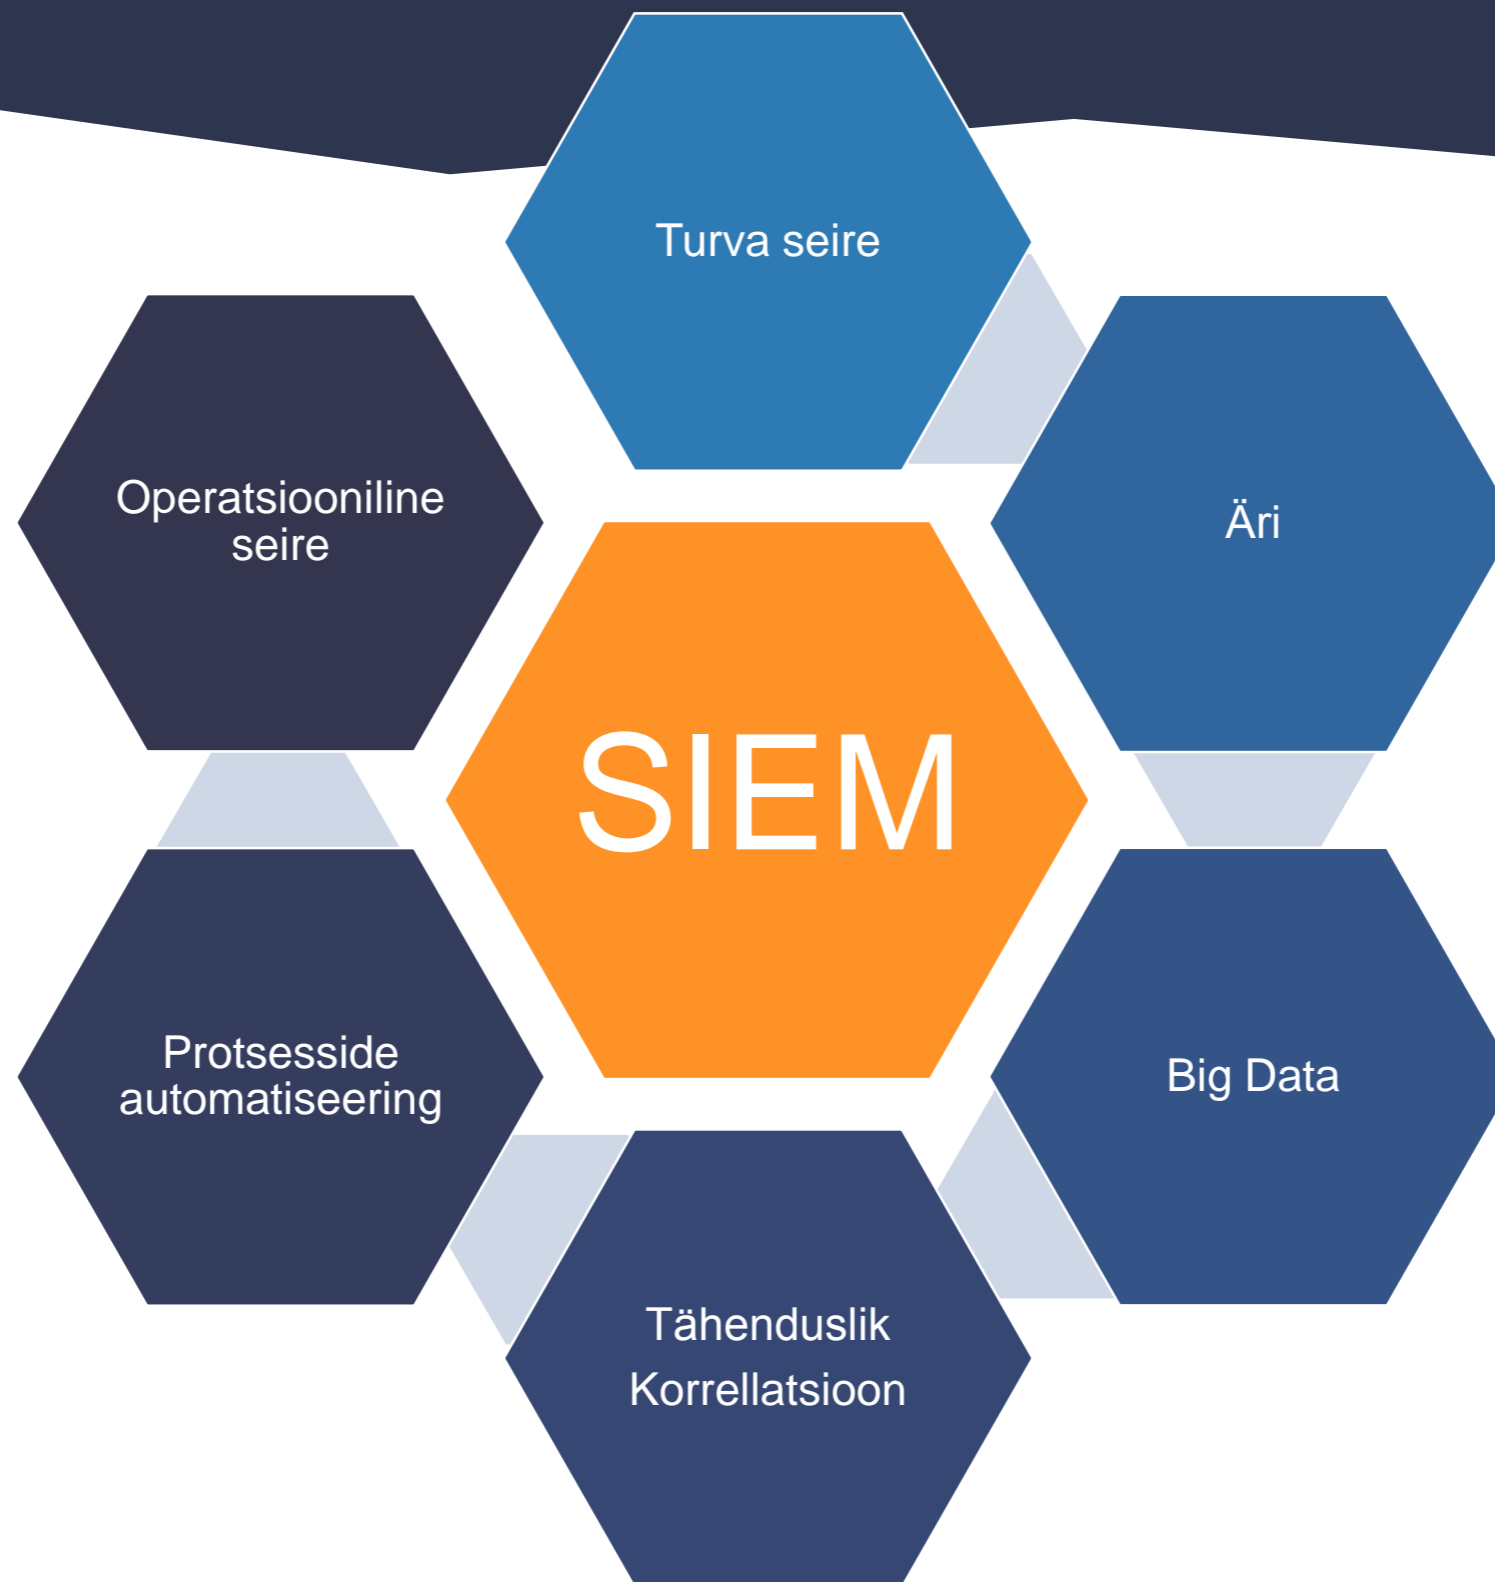 Turva seire
Äri
Operatsiooniline
seire
SIEM
Big Data
Protsesside
automatiseering
Tähenduslik
Korrellatsioon